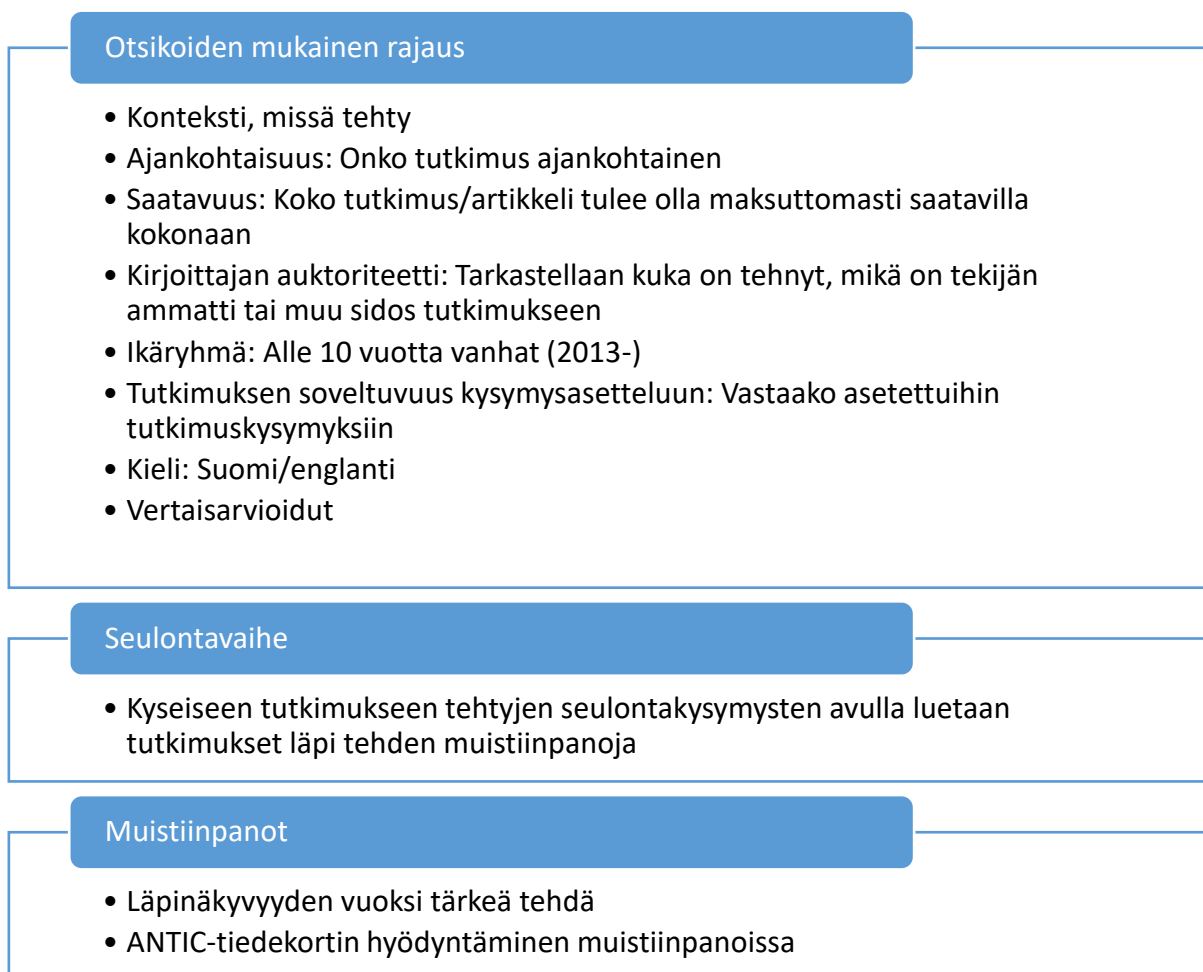 Otsikoiden mukainen rajaus
• Konteksti, missä tehty
• Ajankohtaisuus: Onko tutkimus ajankohtainen
• Saatavuus: Koko tutkimus/artikkeli tulee olla maksuttomasti saatavilla
kokonaan
• Kirjoittajan auktoriteetti: Tarkastellaan kuka on tehnyt, mikä on tekijän
ammatti tai muu sidos tutkimukseen
• Ikäryhmä: Alle 10 vuotta vanhat (2013-)
• Tutkimuksen soveltuvuus kysymysasetteluun: Vastaako asetettuihin
tutkimuskysymyksiin
• Kieli: Suomi/englanti
• Vertaisarvioidut
Seulontavaihe
• Kyseiseen tutkimukseen tehtyjen seulontakysymysten avulla luetaan
tutkimukset läpi tehden muistiinpanoja
Muistiinpanot
• Läpinäkyvyyden vuoksi tärkeä tehdä
• ANTIC-tiedekortin hyödyntäminen muistiinpanoissa